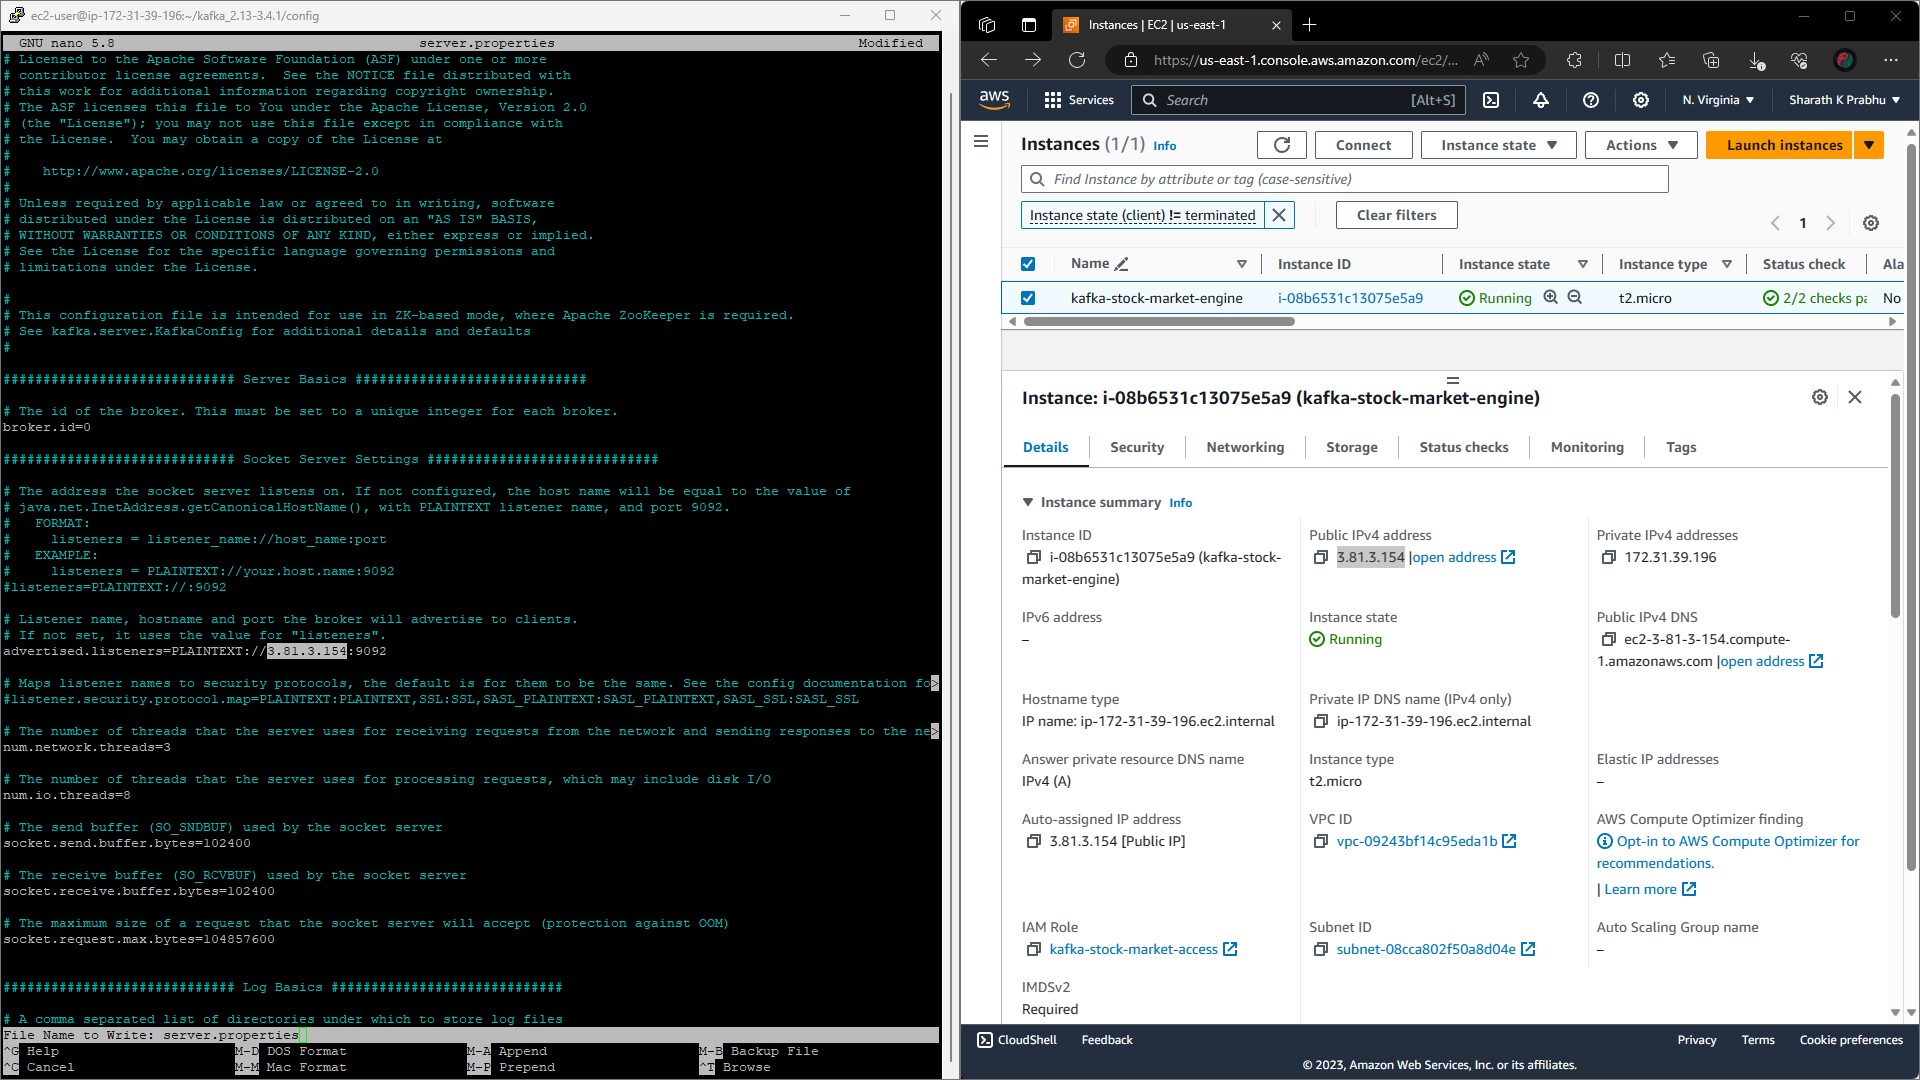 ec2-user@ip-172-31-39-196:~/kafka_2.13-3.4.1/config
GNU nano 5.8 server.properties Modified
# Licensed to the Apache Software Foundation (ASF) under one or more
# contributor license agreements.  See the NOTICE file distributed with
# this work for additional information regarding copyright ownership.
# The ASF licenses this file to You under the Apache License, Version 2.0
# (the "License"); you may not use this file except in compliance with
# the License.  You may obtain a copy of the License at
#
#    http://www.apache.org/licenses/LICENSE-2.0
#
# Unless required by applicable law or agreed to in writing, software
# distributed under the License is distributed on an "AS IS" BASIS,
# WITHOUT WARRANTIES OR CONDITIONS OF ANY KIND, either express or implied.
# See the License for the specific language governing permissions and
# limitations under the License.
#
# This configuration file is intended for use in ZK-based mode, where Apache ZooKeeper is required.
# See kafka.server.KafkaConfig for additional details and defaults
#
############################# Server Basics #############################
# The id of the broker. This must be set to a unique integer for each broker.
broker.id=0
############################# Socket Server Settings #############################
# The address the socket server listens on. If not configured, the host name will be equal to the value of
# java.net.InetAddress.getCanonicalHostName(), with PLAINTEXT listener name, and port 9092.
#   FORMAT:
#     listeners = listener_name://host_name:port
#   EXAMPLE:
#     listeners = PLAINTEXT://your.host.name:9092
#listeners=PLAINTEXT://:9092
# Listener name, hostname and port the broker will advertise to clients.
# If not set, it uses the value for "listeners".
advertised.listeners=PLAINTEXT://3.81.3.154:9092
# Maps listener names to security protocols, the default is for them to be the same. See the config documentation fo>
#listener.security.protocol.map=PLAINTEXT:PLAINTEXT,SSL:SSL,SASL_PLAINTEXT:SASL_PLAINTEXT,SASL_SSL:SASL_SSL
# The number of threads that the server uses for receiving requests from the network and sending responses to the ne>
num.network.threads=3
# The number of threads that the server uses for processing requests, which may include disk I/O
num.io.threads=8
# The send buffer (SO_SNDBUF) used by the socket server
socket.send.buffer.bytes=102400
# The receive buffer (SO_RCVBUF) used by the socket server
socket.receive.buffer.bytes=102400
# The maximum size of a request that the socket server will accept (protection against OOM)
socket.request.max.bytes=104857600
############################# Log Basics #############################
# A comma separated list of directories under which to store log files
File Name to Write: server.properties
^G Help M-D DOS Format M-A Append M-B Backup File
^C Cancel M-M Mac Format M-P Prepend ^T Browse
Instances | EC2 | us-east-1
https://us-east-1.console.aws.amazon.com/ec2/...
aws Services Search [Alt+S] N. Virginia Sharath K Prabhu
Instances (1/1) Info Connect Instance state Actions Launch instances
Find Instance by attribute or tag (case-sensitive)
Instance state (client) != terminated Clear filters 1
Name Instance ID Instance state Instance type Status check Ala
kafka-stock-market-engine i-08b6531c13075e5a9 Running t2.micro 2/2 checks pa No
Instance: i-08b6531c13075e5a9 (kafka-stock-market-engine)
Details Security Networking Storage Status checks Monitoring Tags
Instance summary Info
Instance ID
i-08b6531c13075e5a9 (kafka-stock-
market-engine)
Public IPv4 address
3.81.3.154 |open address
Private IPv4 addresses
172.31.39.196
IPv6 address
–
Instance state
Running
Public IPv4 DNS
ec2-3-81-3-154.compute-
1.amazonaws.com |open address
Hostname type
IP name: ip-172-31-39-196.ec2.internal
Private IP DNS name (IPv4 only)
ip-172-31-39-196.ec2.internal
Answer private resource DNS name
IPv4 (A)
Instance type
t2.micro
Elastic IP addresses
–
Auto-assigned IP address
3.81.3.154 [Public IP]
VPC ID
vpc-09243bf14c95eda1b
AWS Compute Optimizer finding
Opt-in to AWS Compute Optimizer for
recommendations.
| Learn more
IAM Role
kafka-stock-market-access
Subnet ID
subnet-08cca802f50a8d04e
Auto Scaling Group name
–
IMDSv2
Required
CloudShell Feedback Privacy Terms Cookie preferences
© 2023, Amazon Web Services, Inc. or its affiliates.